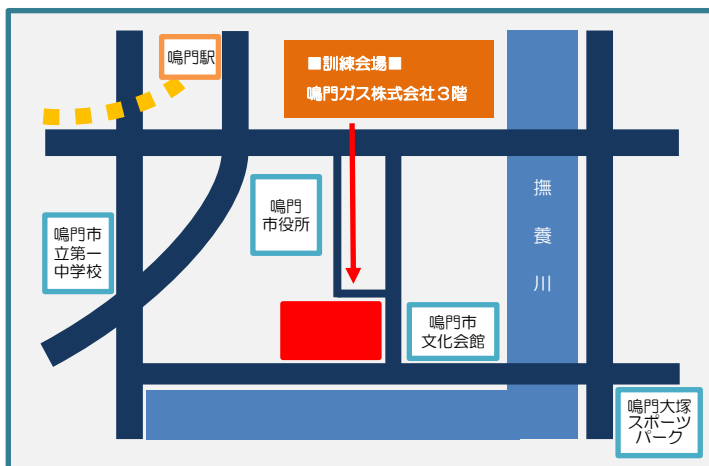 鳴門駅
■訓練会場■
鳴門ガス株式会社3階
鳴門
市役所
撫
養
川
鳴門市
立第一
中学校
鳴門市
文化会館
鳴門大塚
スポーツ
パーク